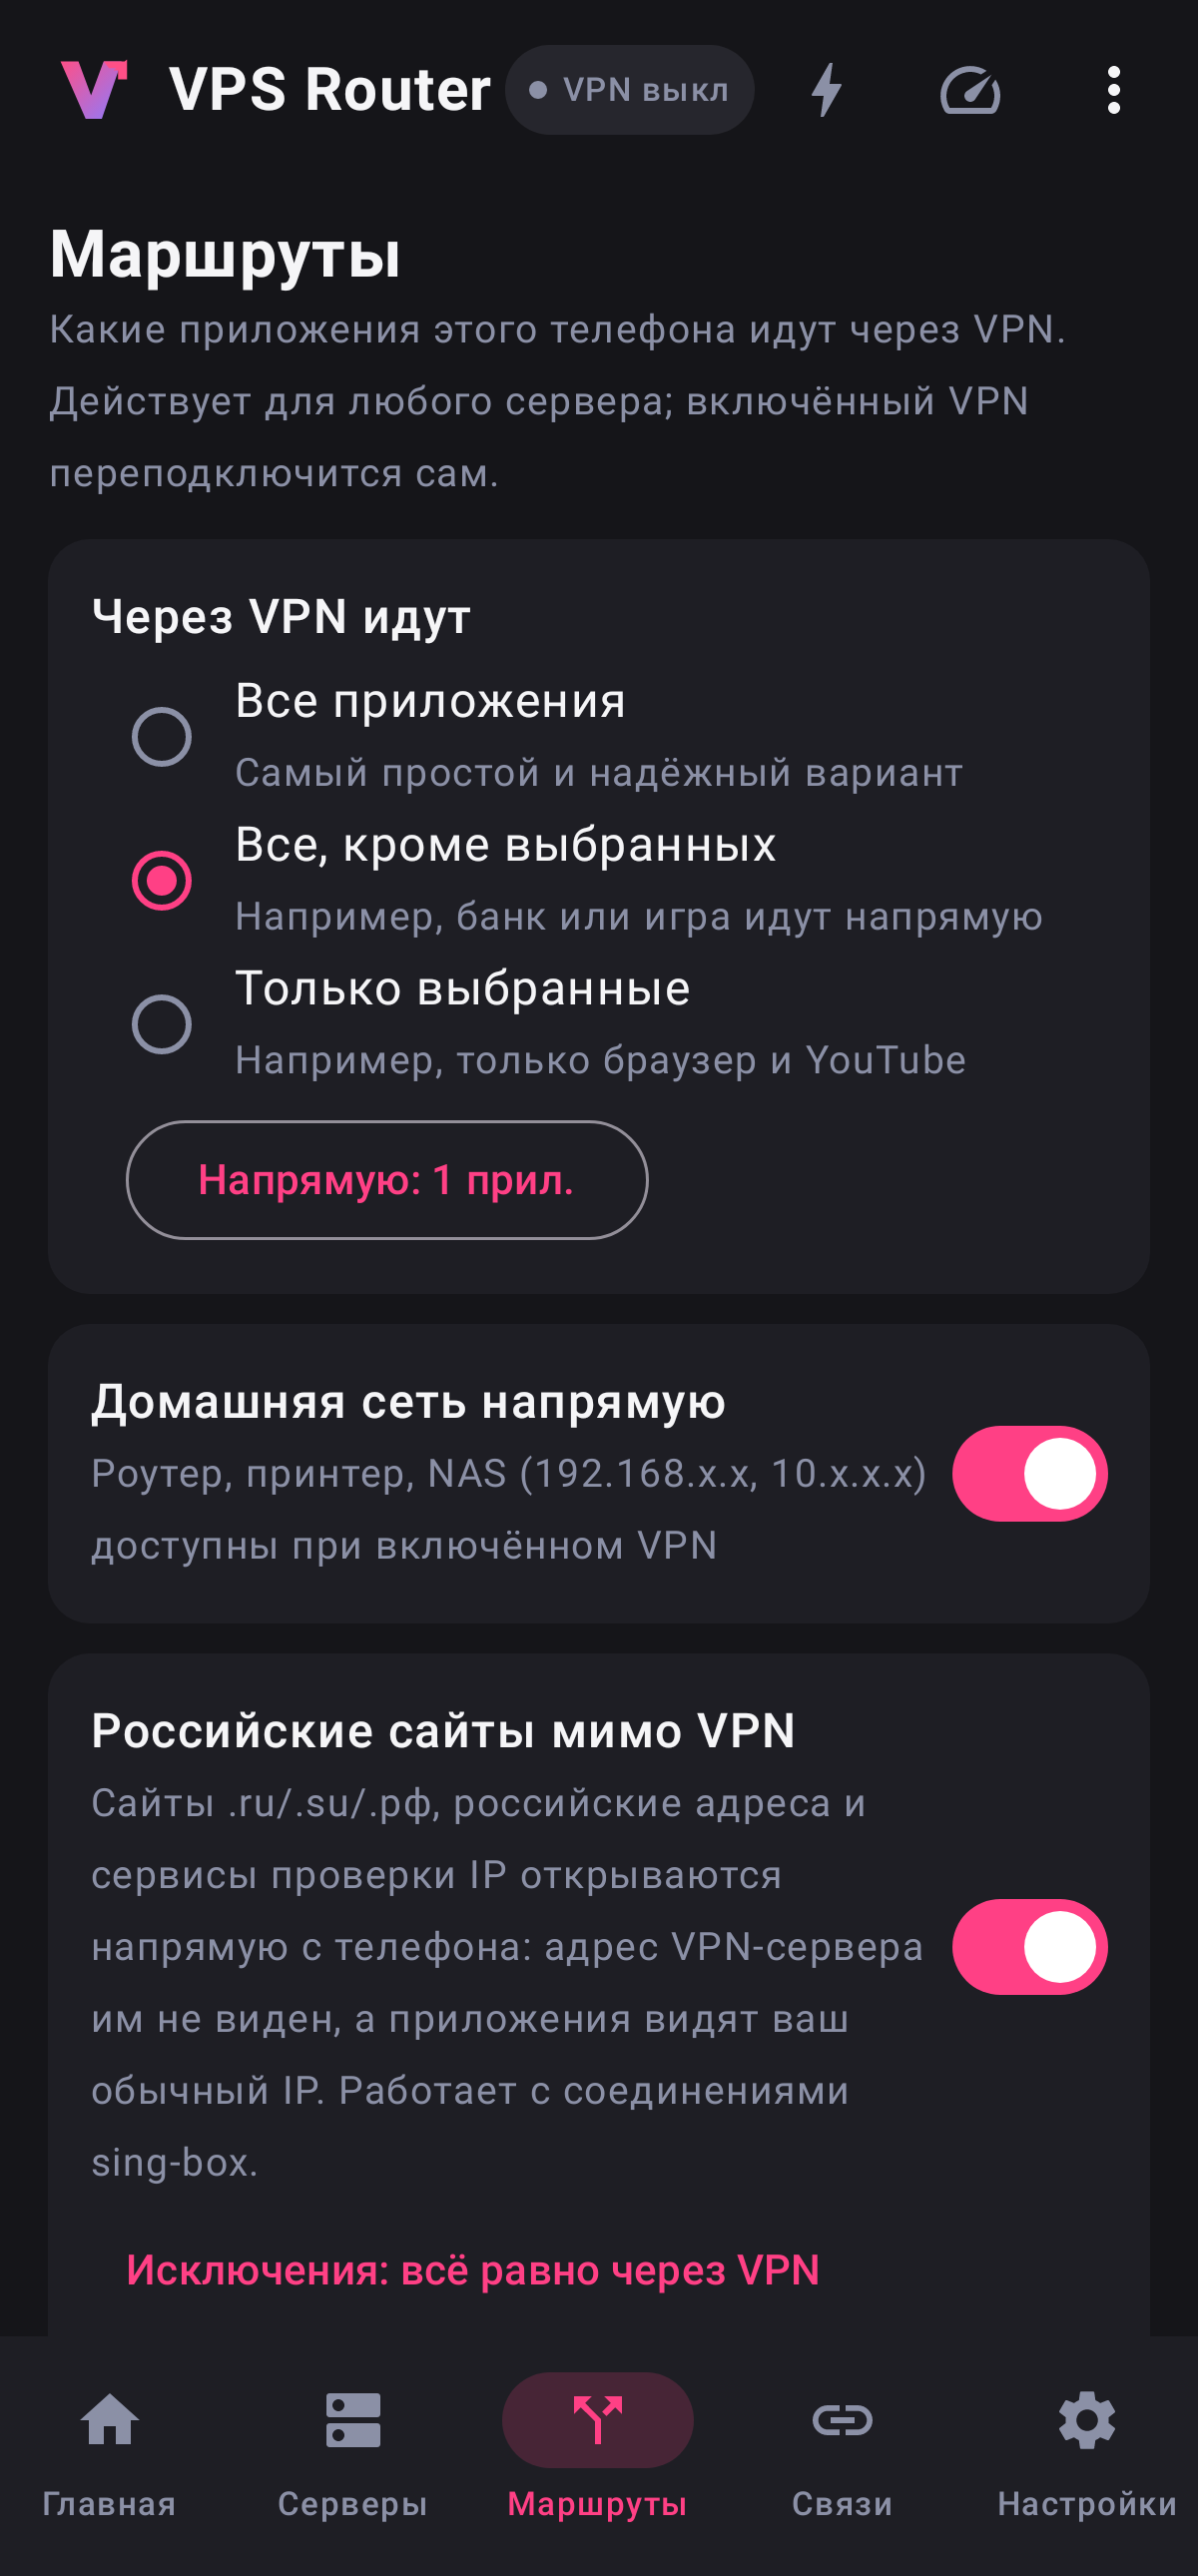 VPS Router
VPN выкл
Маршруты
Какие приложения этого телефона идут через VPN.
Действует для любого сервера; включённый VPN
переподключится сам.
Через VPN идут
Все приложения
Самый простой и надёжный вариант
Все, кроме выбранных
Например, банк или игра идут напрямую
Только выбранные
Например, только браузер и YouTube
Напрямую: 1 прил.
Домашняя сеть напрямую
Роутер, принтер, NAS (192.168.x.x, 10.x.x.x)
доступны при включённом VPN
Российские сайты мимо VPN
Сайты .ru/.su/.рф, российские адреса и
сервисы проверки IP открываются
напрямую с телефона: адрес VPN-сервера
им не виден, а приложения видят ваш
обычный IP. Работает с соединениями
sing-box.
Исключения: всё равно через VPN
Главная
Серверы
Маршруты
Связи
Настройки